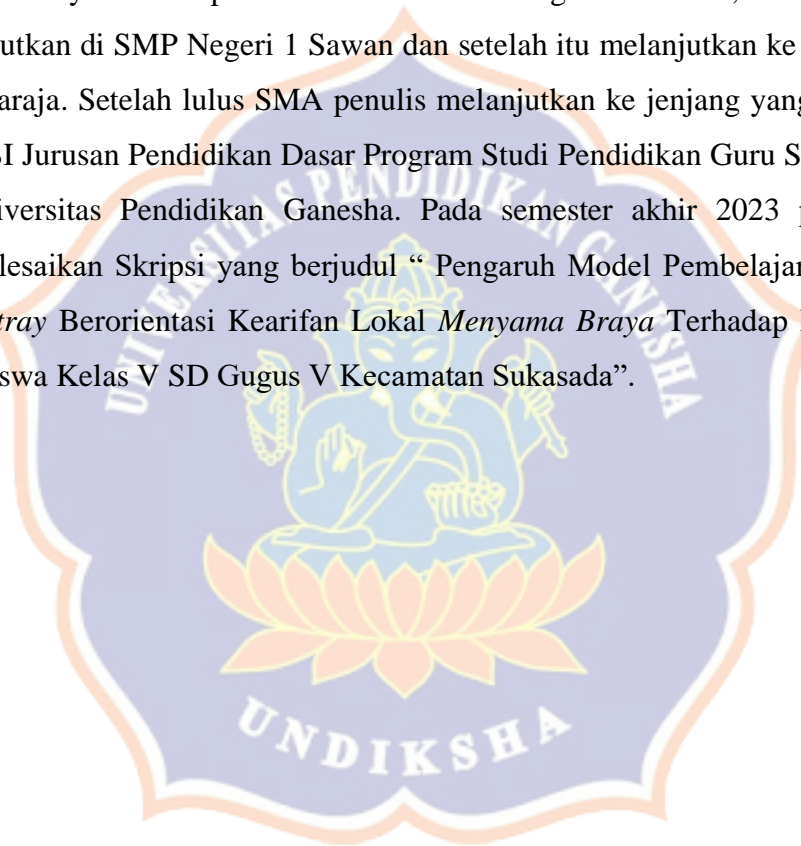 utkan di SMP Negeri 1 Sawan dan setelah itu melanjutkan ke
araja. Setelah lulus SMA penulis melanjutkan ke jenjang yang
I Jurusan Pendidikan Dasar Program Studi Pendidikan Guru S
iversitas Pendidikan Ganesha. Pada semester akhir 2023 p
lesaikan Skripsi yang berjudul “ Pengaruh Model Pembelajar
tray Berorientasi Kearifan Lokal Menyama Braya Terhadap
swa Kelas V SD Gugus V Kecamatan Sukasada”.
UNIVERSITAS PENDIDIKAN GANESHA
UNDIKSHA